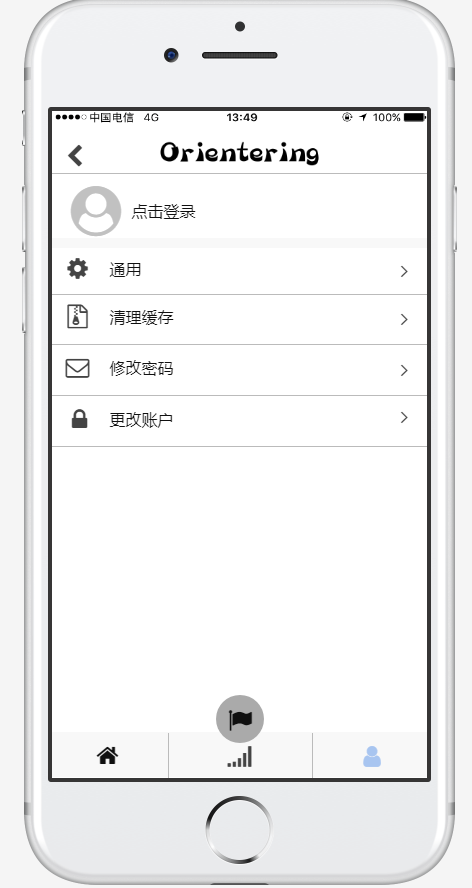 中国电信 4G 13:49 100%
Orientering
点击登录
通用
清理缓存
修改密码
更改账户